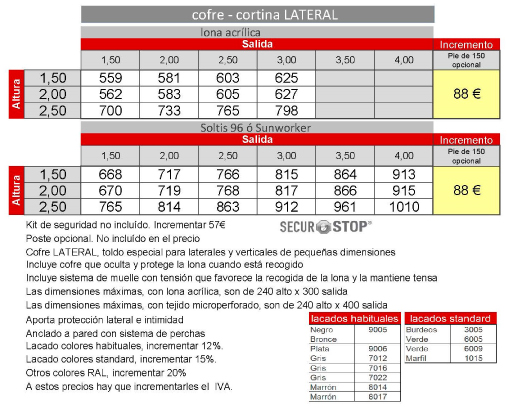 cofre - cortina LATERAL
lona acrílica
Salida Incremento
1,50 2,00 2,50 3,00 3,50 4,00 Pie de 150 opcional
Altura
1,50 559 581 603 625
2,00 562 583 605 627 88 €
2,50 700 733 765 798
Soltis 96 ó Sunworker
Salida Incremento
1,50 2,00 2,50 3,00 3,50 4,00 Pie de 150 opcional
Altura
1,50 668 717 766 815 864 913
2,00 670 719 768 817 866 915 88 €
2,50 765 814 863 912 961 1010
Kit de seguridad no incluído. Incrementar 57€
SECUR STOP®
Poste opcional. No incluído en el precio
Cofre LATERAL, toldo especial para laterales y verticales de pequeñas dimensiones
Incluye cofre que oculta y protege la lona cuando está recogido
Incluye sistema de muelle con tensión que favorece la recogida de la lona y la mantiene tensa
Las dimensiones máximas, con lona acrílica, son de 240 alto x 300 salida
Las dimensiones máximas, con tejido microperforado, son de 240 alto x 400 salida
Aporta protección lateral e intimidad
Anclado a pared con sistema de perchas
Lacado colores habituales, incrementar 12%.
Lacado colores standard, incrementar 15%.
Otros colores RAL, incrementar 20%
A estos precios hay que incrementarles el IVA.
lacados habituales
Negro 9005
Bronce
Plata 9006
Gris 7012
Gris 7016
Gris 7022
Marrón 8014
Marrón 8017
lacados standard
Burdeos 3005
Verde 6005
Verde 6009
Marfil 1015